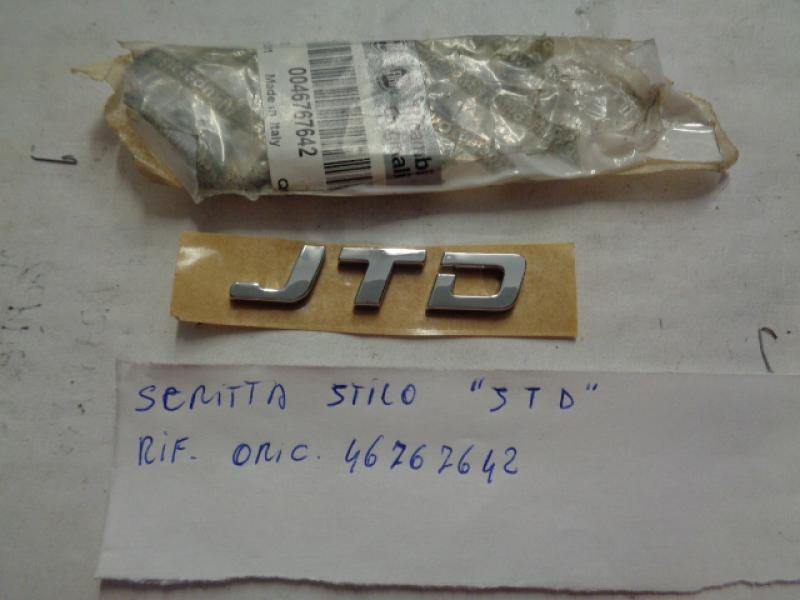 0046767642
Made in Italy
JTD
SCRITTA STILO "JTD"
RIF. ORIG. 46767642